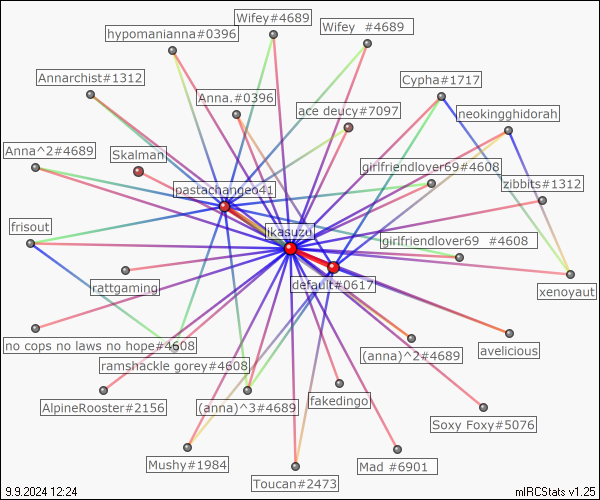 Wifey#4689
Wifey  #4689
hypomanianna#0396
Annarchist#1312
Cypha#1717
Anna.#0396
ace deucy#7097
neokingghidorah
Anna^2#4689
Skalman
girlfriendlover69#4608
pastachangeo41
zibbits#1312
frisout
ikasuzu
girlfriendlover69  #4608
rattgaming
default#0617
xenoyaut
no cops no laws no hope#4608
avelicious
(anna)^2#4689
ramshackle gorey#4608
AlpineRooster#2156
(anna)^3#4689
fakedingo
Soxy Foxy#5076
Mushy#1984
Mad #6901
Toucan#2473
9.9.2024 12:24
mIRCStats v1.25